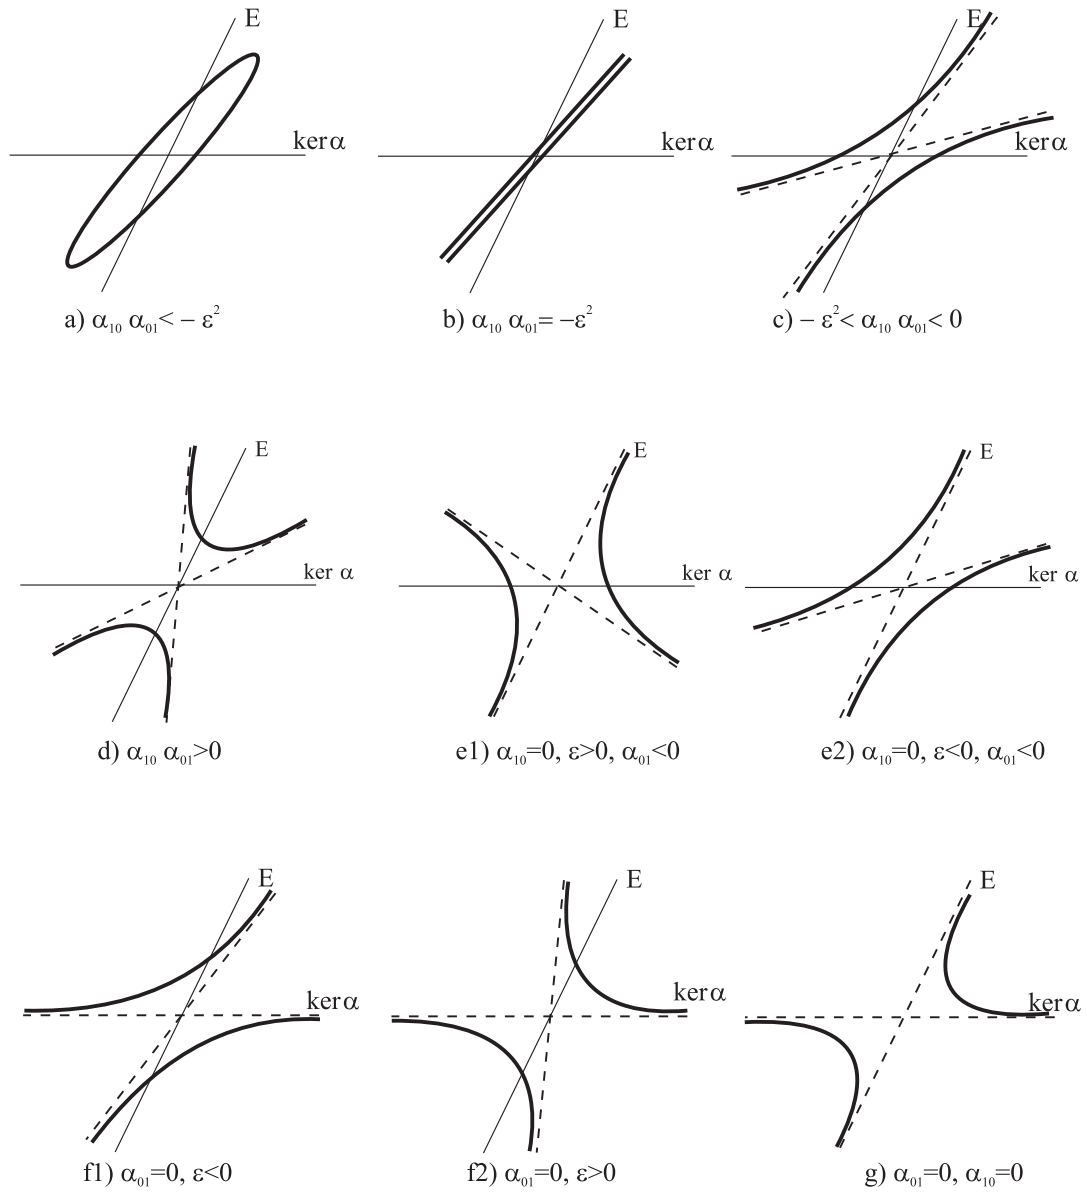 E E E
ker α ker α ker α
a) α₁₀ α₀₁< − ε² b) α₁₀ α₀₁= −ε² c) − ε²< α₁₀ α₀₁< 0
E E E
ker α ker α ker α
d) α₁₀ α₀₁>0 e1) α₁₀=0, ε>0, α₀₁<0 e2) α₁₀=0, ε<0, α₀₁<0
E E E
ker α ker α ker α
f1) α₀₁=0, ε<0 f2) α₀₁=0, ε>0 g) α₀₁=0, α₁₀=0